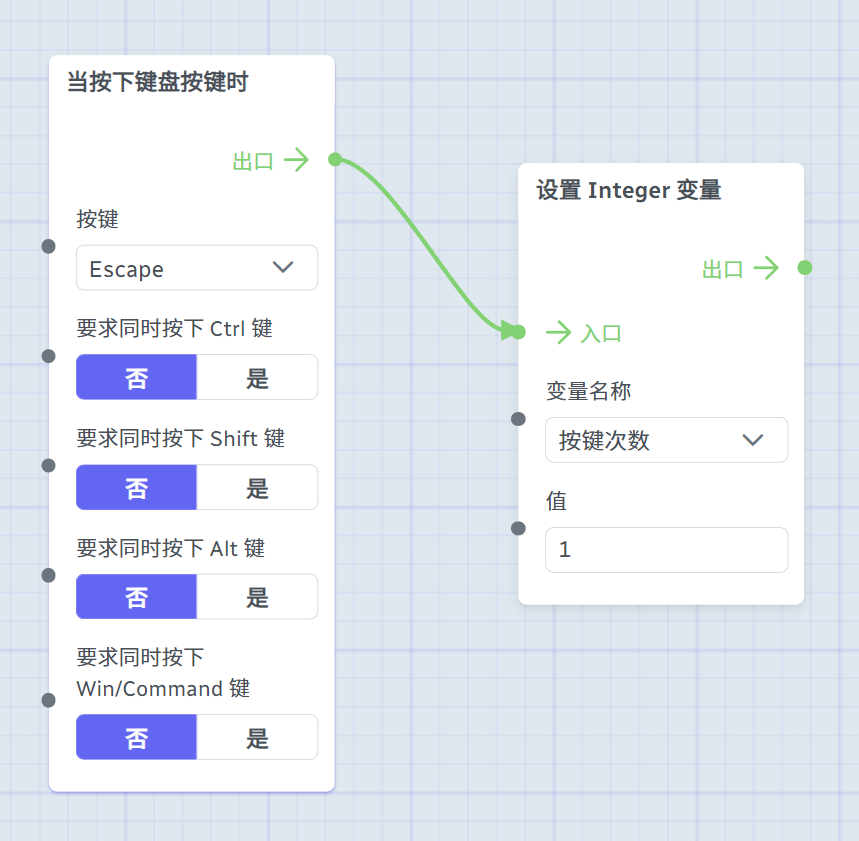 当按下键盘按键时
出口
按键
Escape
要求同时按下 Ctrl 键
否 是
要求同时按下 Shift 键
否 是
要求同时按下 Alt 键
否 是
要求同时按下
Win/Command 键
否 是
设置 Integer 变量
出口
入口
变量名称
按键次数
值
1